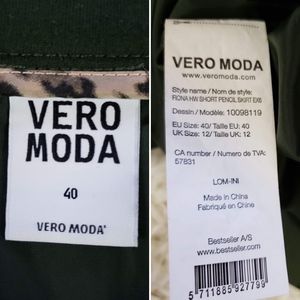 VERO
MODA
40
VERO MODA
VERO MODA
www.veromoda.com
Style name / Nom de style:
FIONA HW SHORT PENCIL SKIRT EX6
Dessin / Modèle: 10098119
EU Size: 40/ Taille EU: 40
UK Size: 12/ Taille UK: 12
CA number / Numero de TVA:
57831
LOM-INI
Made in China
Fabriqué en Chine
Bestseller A/S
www.bestseller.com
5 711885 927799